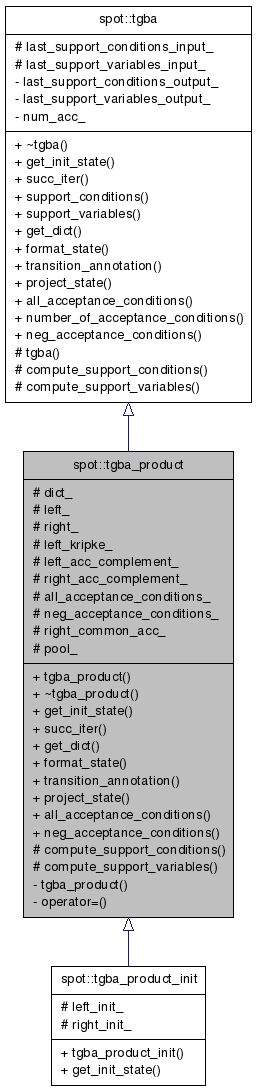 spot::tgba
# last_support_conditions_input_
# last_support_variables_input_
- last_support_conditions_output_
- last_support_variables_output_
- num_acc_
+ ~tgba()
+ get_init_state()
+ succ_iter()
+ support_conditions()
+ support_variables()
+ get_dict()
+ format_state()
+ transition_annotation()
+ project_state()
+ all_acceptance_conditions()
+ number_of_acceptance_conditions()
+ neg_acceptance_conditions()
# tgba()
# compute_support_conditions()
# compute_support_variables()
spot::tgba_product
# dict_
# left_
# right_
# left_kripke_
# left_acc_complement_
# right_acc_complement_
# all_acceptance_conditions_
# neg_acceptance_conditions_
# right_common_acc_
# pool_
+ tgba_product()
+ ~tgba_product()
+ get_init_state()
+ succ_iter()
+ get_dict()
+ format_state()
+ transition_annotation()
+ project_state()
+ all_acceptance_conditions()
+ neg_acceptance_conditions()
# compute_support_conditions()
# compute_support_variables()
- tgba_product()
- operator=()
spot::tgba_product_init
# left_init_
# right_init_
+ tgba_product_init()
+ get_init_state()